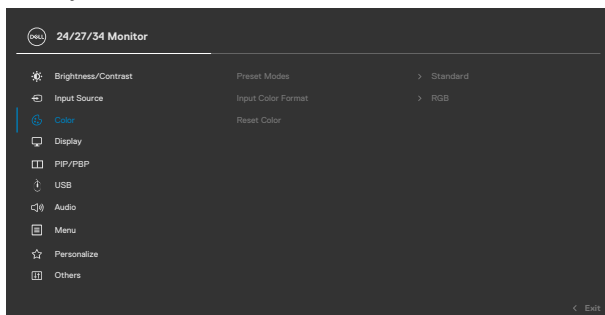 DELL 24/27/34 Monitor
Brightness/Contrast Preset Modes > Standard
Input Source Input Color Format > RGB
Color Reset Color
Display
PIP/PBP
USB
Audio
Menu
Personalize
Others
< Exit